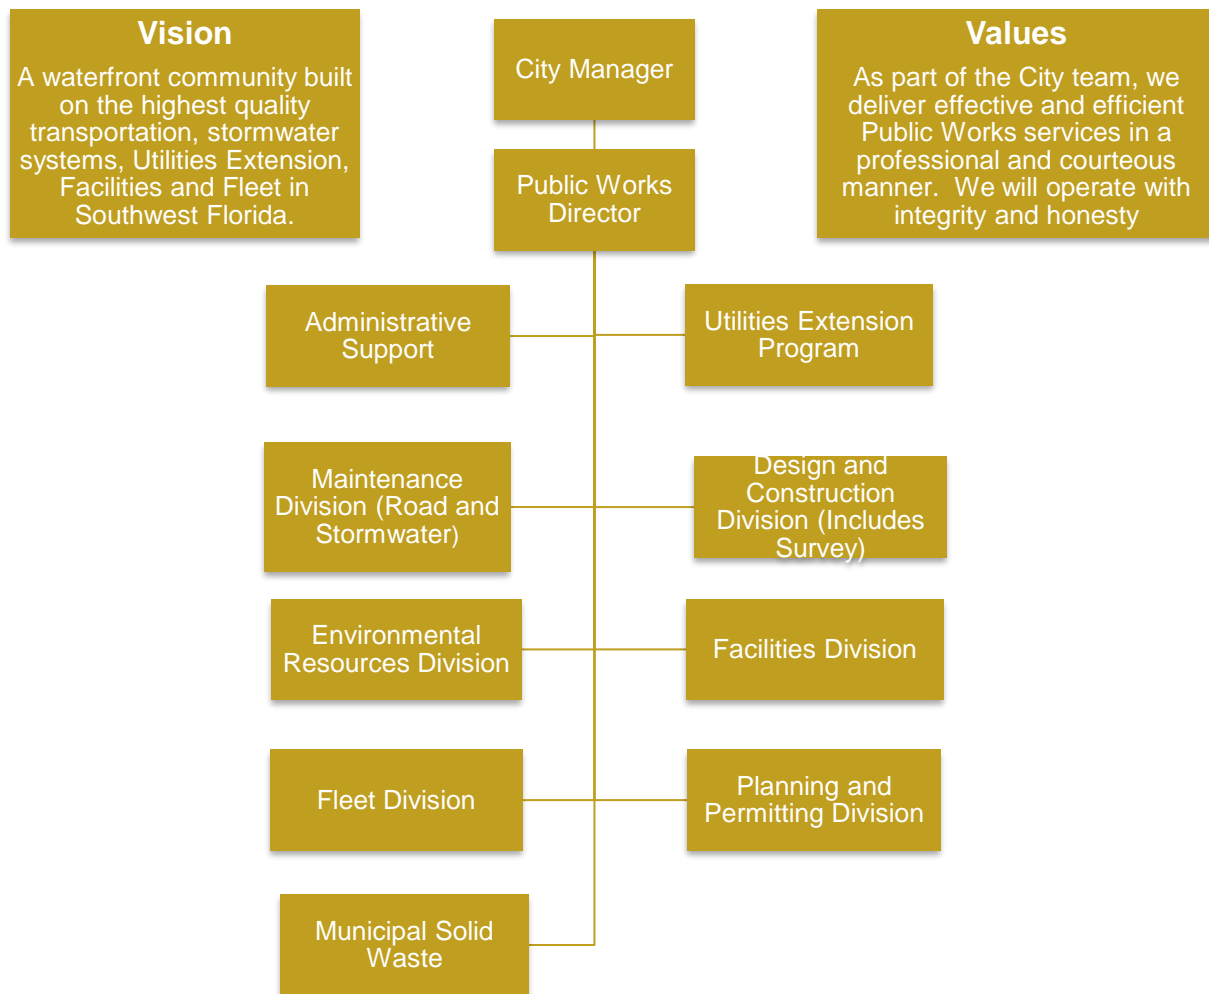 Vision
A waterfront community built
on the highest quality
transportation, stormwater
systems, Utilities Extension,
Facilities and Fleet in
Southwest Florida.
City Manager
Values
As part of the City team, we
deliver effective and efficient
Public Works services in a
professional and courteous
manner.  We will operate with
integrity and honesty
Public Works
Director
Administrative
Support
Utilities Extension
Program
Maintenance
Division (Road and
Stormwater)
Design and
Construction
Division (Includes
Survey)
Environmental
Resources Division
Facilities Division
Fleet Division
Planning and
Permitting Division
Municipal Solid
Waste